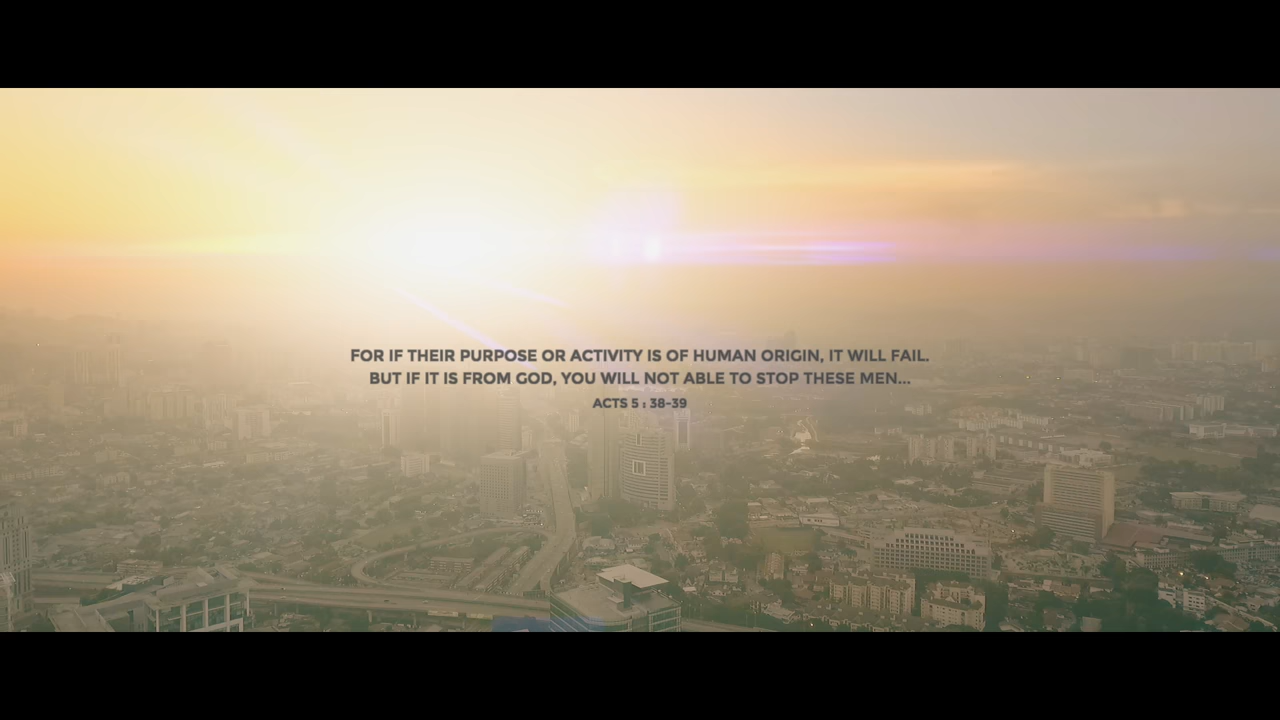 FOR IF THEIR PURPOSE OR ACTIVITY IS OF HUMAN ORIGIN, IT WILL FAIL.
BUT IF IT IS FROM GOD, YOU WILL NOT ABLE TO STOP THESE MEN...
ACTS 5 : 38-39